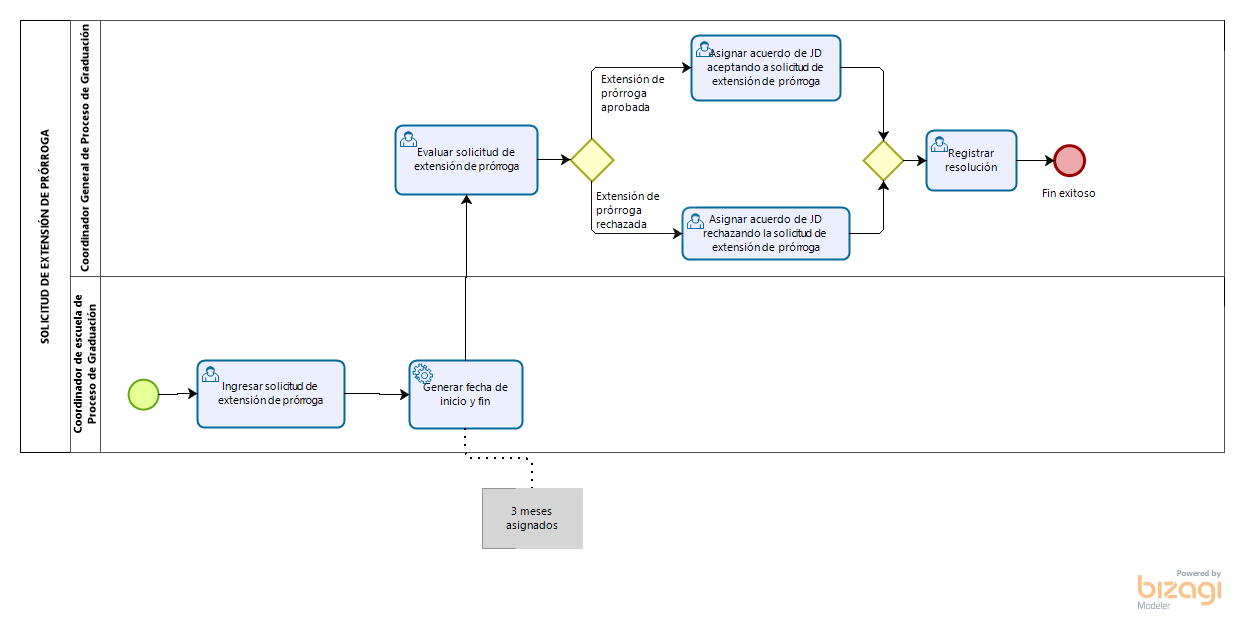 SOLICITUD DE EXTENSIÓN DE PRÓRROGA
Coordinador General de Proceso de Graduación
Asignar acuerdo de JD
aceptando a solicitud de
extensión de prórroga
Extensión de
prórroga
aprobada
Evaluar solicitud de
extensión de prórroga
Registrar
resolución
Fin exitoso
Extensión de
prórroga
rechazada
Asignar acuerdo de JD
rechazando la solicitud de
extensión de prórroga
Coordinador de escuela de
Proceso de Graduación
Ingresar solicitud de
extensión de prórroga
Generar fecha de
inicio y fin
3 meses
asignados
Powered by
bizagi
Modeler